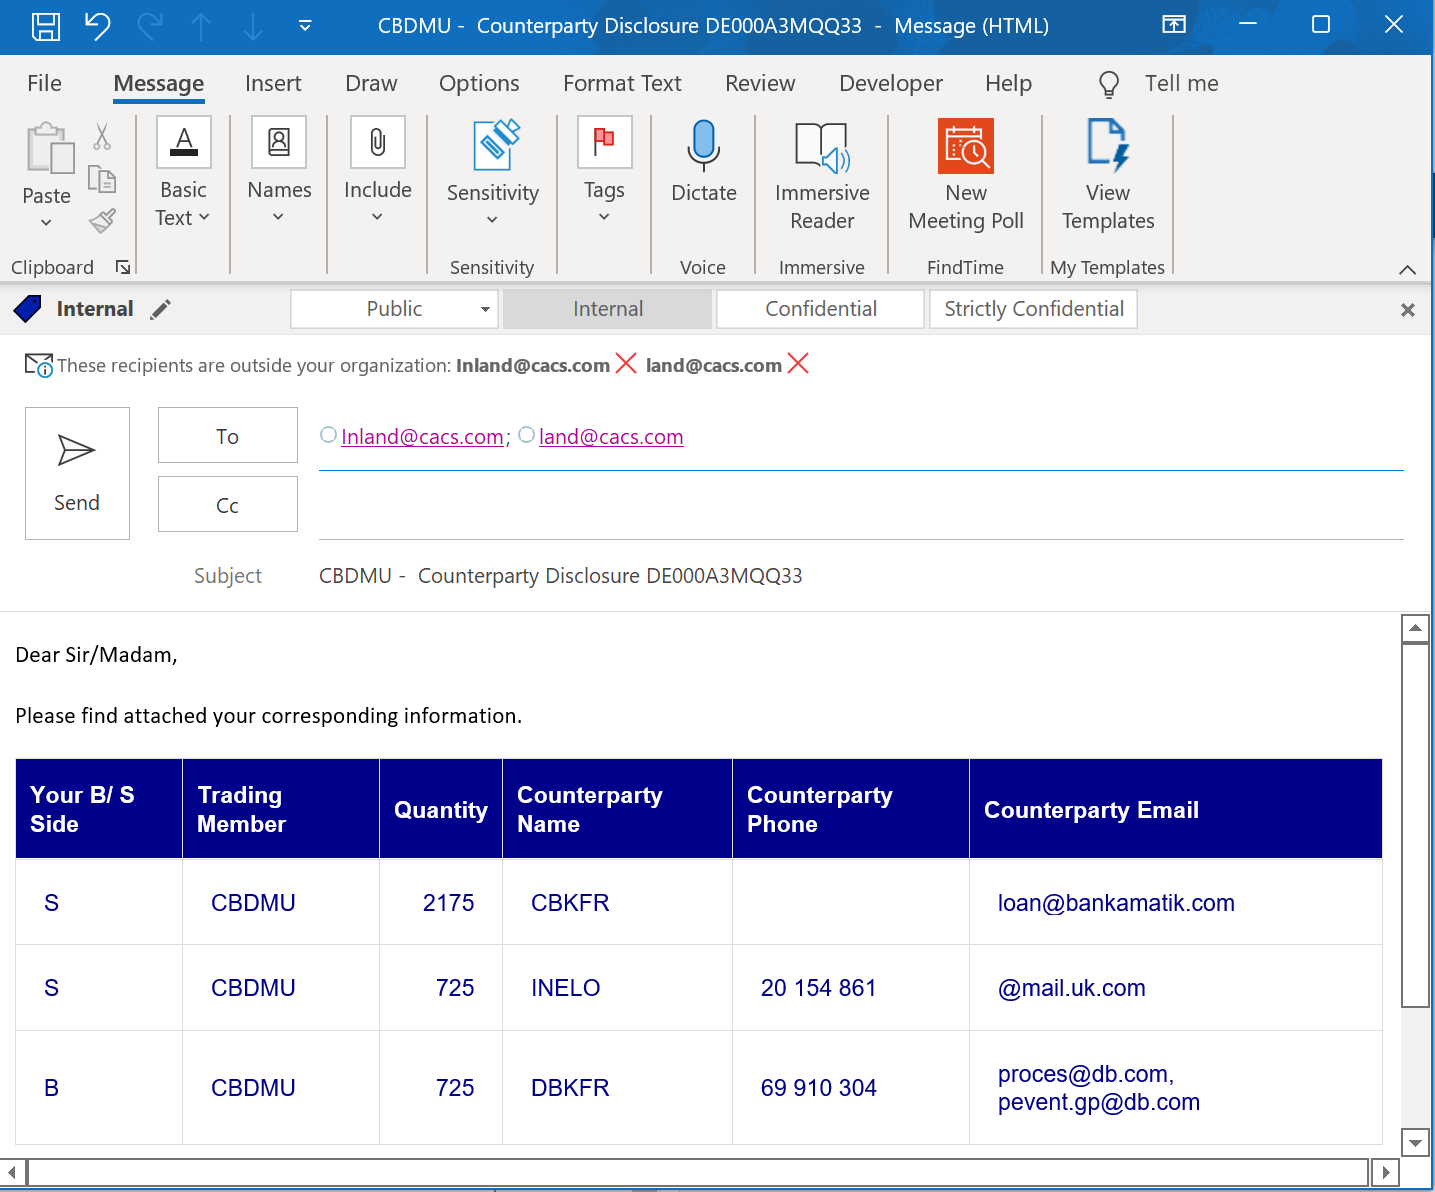 CBDMU -  Counterparty Disclosure DE000A3MQQ33  -  Message (HTML)
File Message Insert Draw Options Format Text Review Developer Help Tell me
Paste
Basic Text
Names
Include
Sensitivity
Tags
Dictate
Immersive Reader
New Meeting Poll
View Templates
Clipboard Sensitivity Voice Immersive FindTime My Templates
Internal Public Internal Confidential Strictly Confidential
These recipients are outside your organization: Inland@cacs.com land@cacs.com
Send
To Inland@cacs.com; land@cacs.com
Cc
Subject CBDMU -  Counterparty Disclosure DE000A3MQQ33
Dear Sir/Madam,
Please find attached your corresponding information.
Your B/ S Side Trading Member Quantity Counterparty Name Counterparty Phone Counterparty Email
S CBDMU 2175 CBKFR loan@bankamatik.com
S CBDMU 725 INELO 20 154 861 @mail.uk.com
B CBDMU 725 DBKFR 69 910 304 proces@db.com,
pevent.gp@db.com